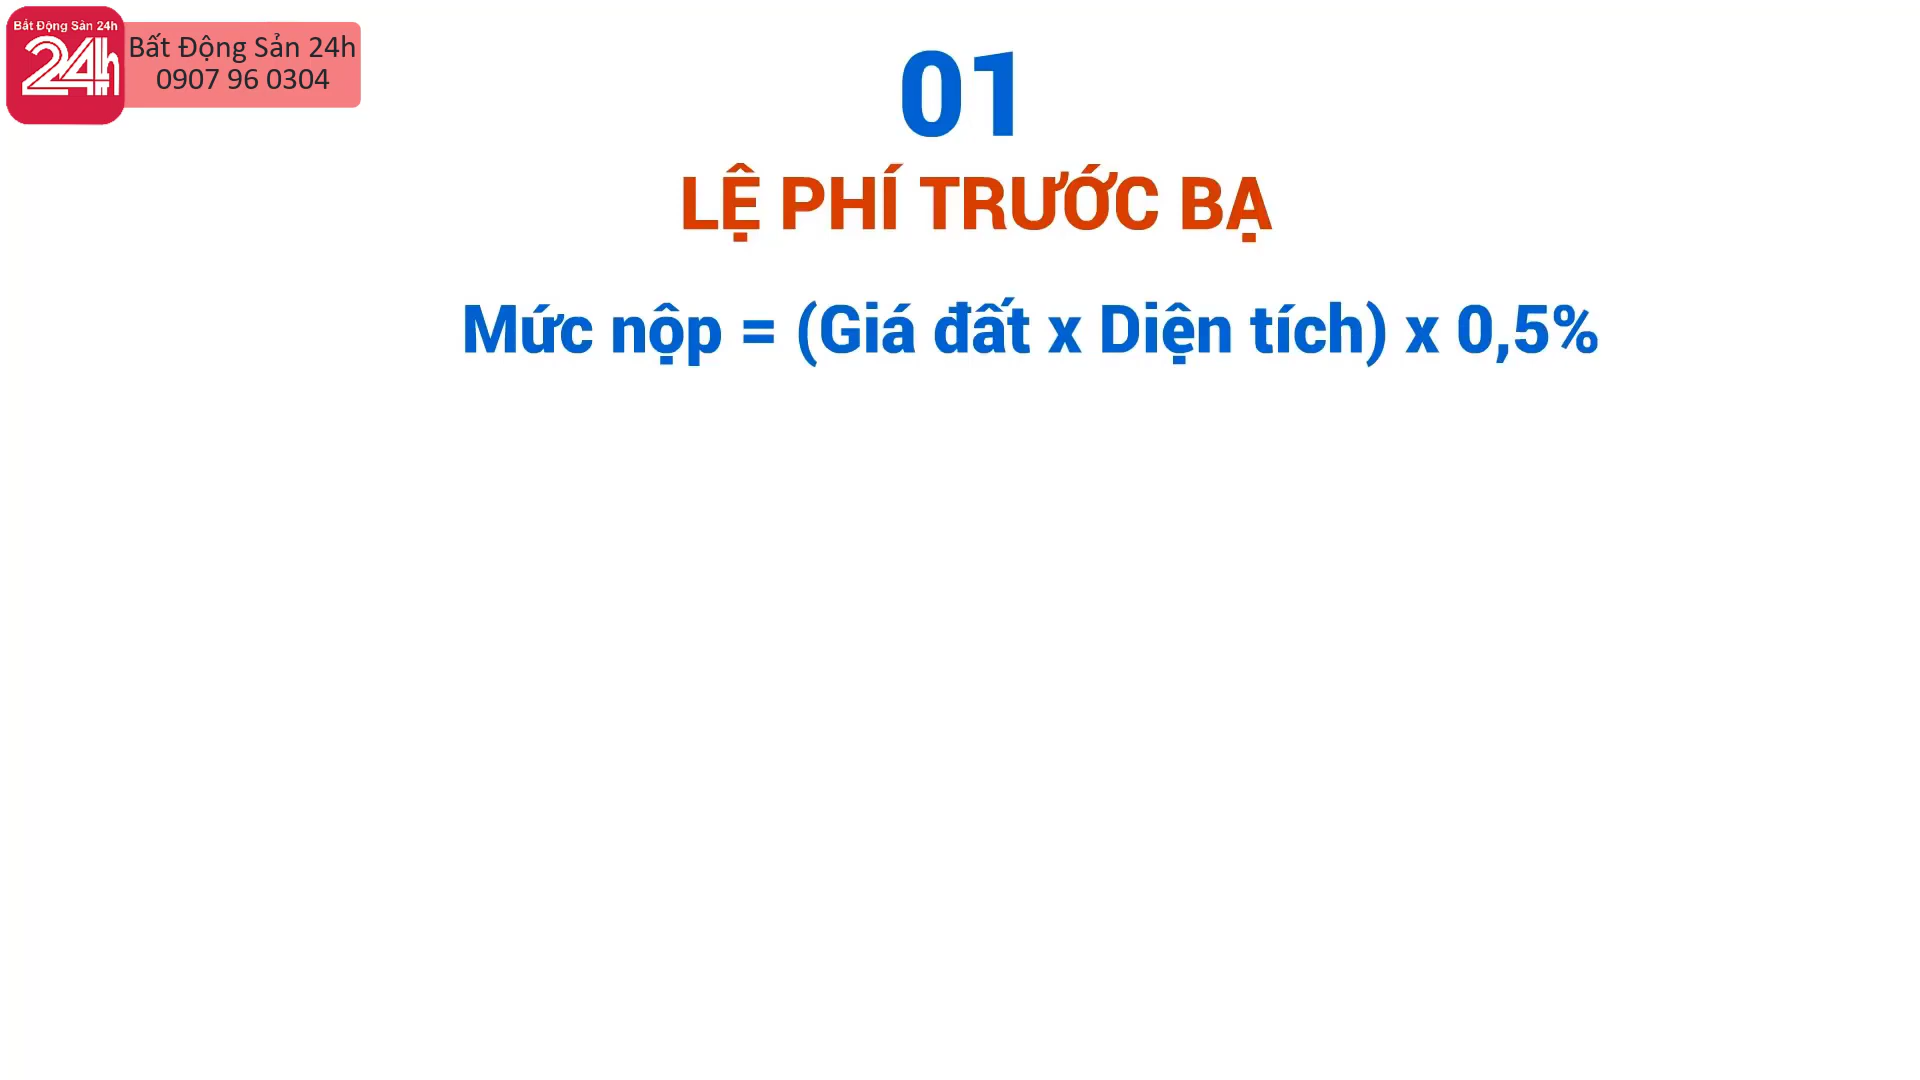 Bất Động Sản 24h
24h
Bất Động Sản 24h
0907 96 0304
01
LỆ PHÍ TRƯỚC BẠ
Mức nộp = (Giá đất x Diện tích) x 0,5%